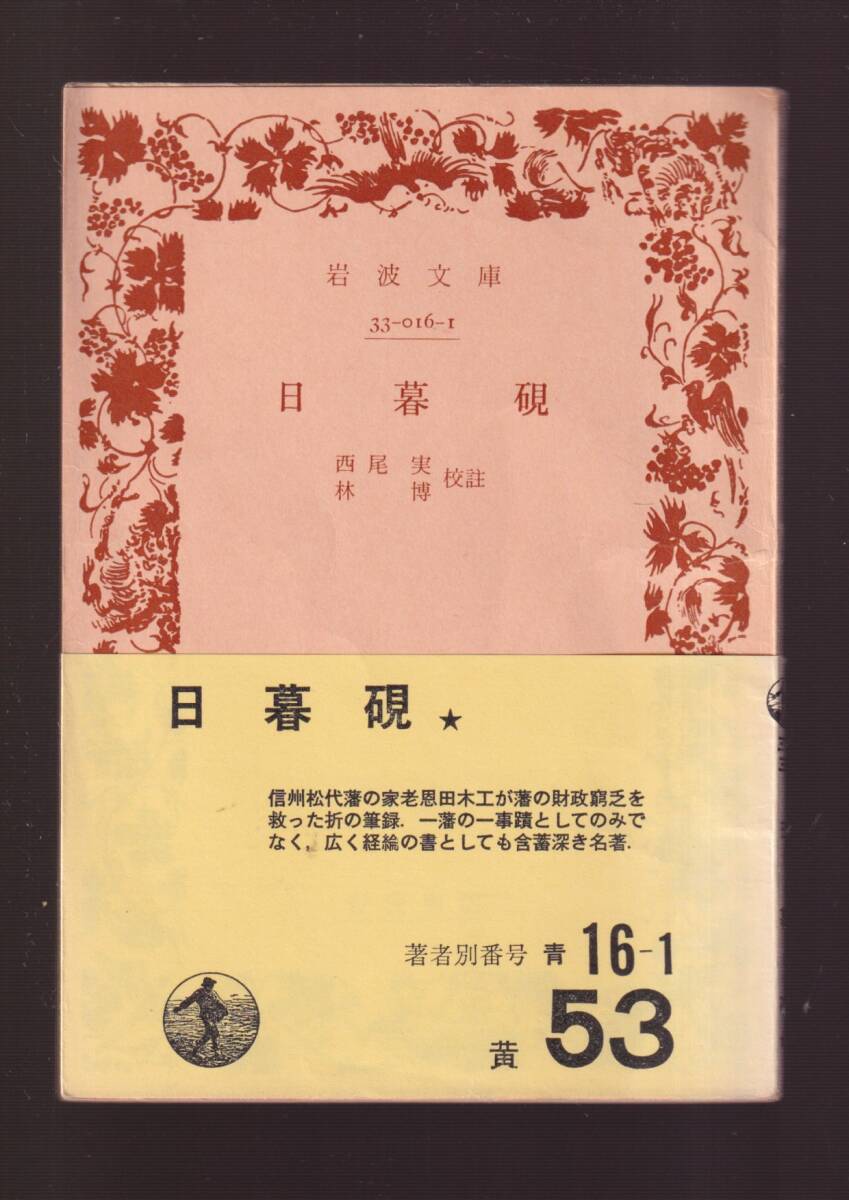 岩波文庫
33-016-1
日暮硯
西尾実
林博
校註
日暮硯★
信州松代藩の家老恩田木工が藩の財政窮乏を
救った折の筆録．一藩の一事蹟としてのみで
なく，広く経綸の書としても含蓄深き名著．
著者別番号 青 16-1
黄 53